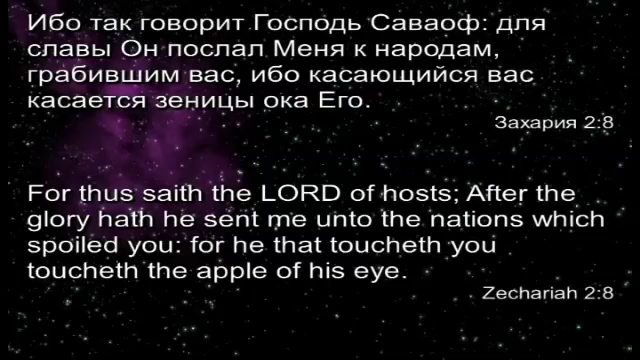 Ибо так говорит Господь Саваоф: для
славы Он послал Меня к народам,
грабившим вас, ибо касающийся вас
касается зеницы ока Его.
Захария 2:8
For thus saith the LORD of hosts; After the
glory hath he sent me unto the nations which
spoiled you: for he that toucheth you
toucheth the apple of his eye.
Zechariah 2:8